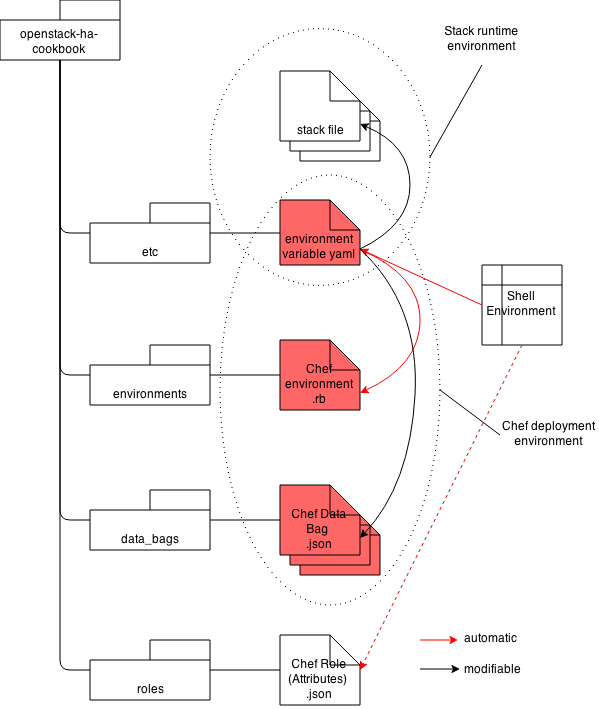 openstack-ha-
cookbook
Stack runtime
environment
stack file
etc
environment
variable yaml
Shell
Environment
environments
Chef
environment
.rb
Chef deployment
environment
data_bags
Chef Data
Bag
.json
automatic
modifiable
roles
Chef Role
(Attributes)
.json